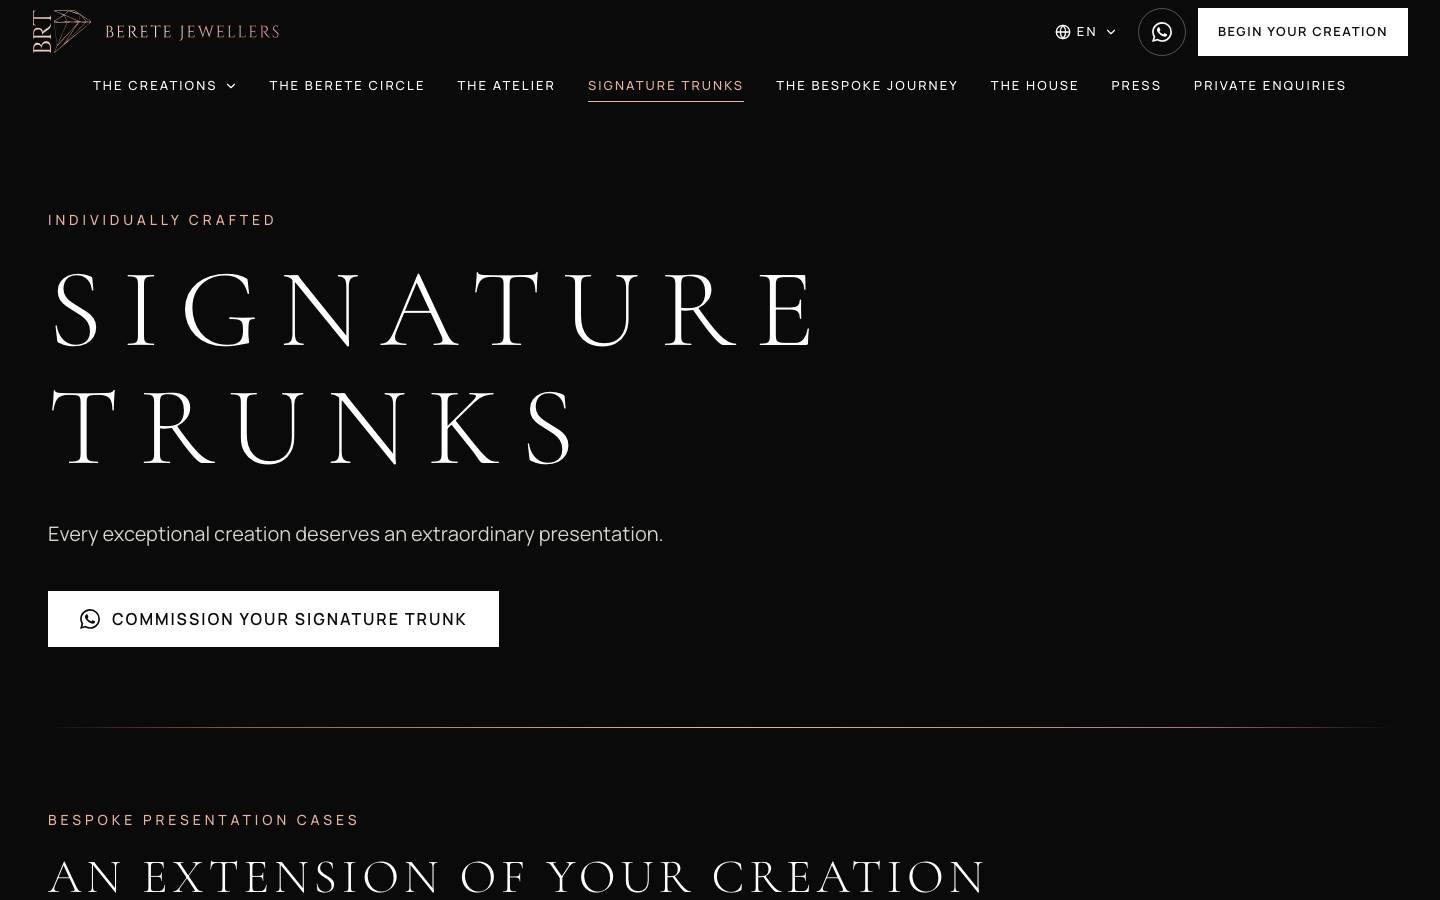 BRT
BERETE JEWELLERS
EN
BEGIN YOUR CREATION
THE CREATIONS
THE BERETE CIRCLE
THE ATELIER
SIGNATURE TRUNKS
THE BESPOKE JOURNEY
THE HOUSE
PRESS
PRIVATE ENQUIRIES
INDIVIDUALLY CRAFTED
SIGNATURE
TRUNKS
Every exceptional creation deserves an extraordinary presentation.
COMMISSION YOUR SIGNATURE TRUNK
BESPOKE PRESENTATION CASES
AN EXTENSION OF YOUR CREATION